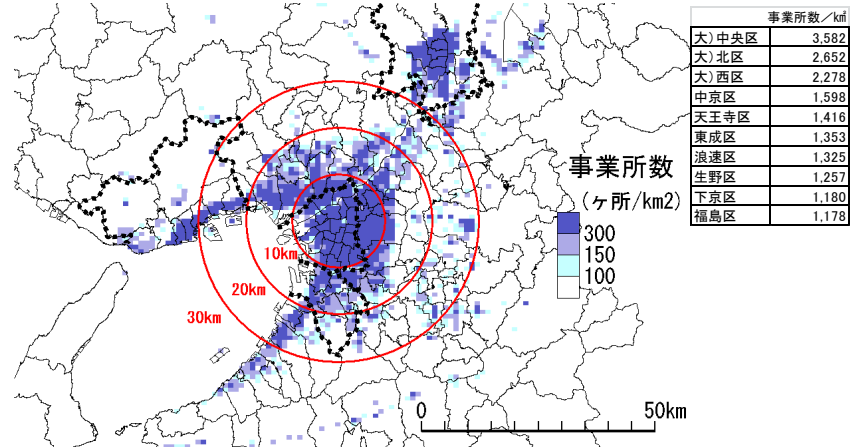 事業所数／k㎡
大）中央区 3,582
大）北区 2,652
大）西区 2,278
中京区 1,598
天王寺区 1,416
東成区 1,353
浪速区 1,325
生野区 1,257
下京区 1,180
福島区 1,178
事業所数
(ヶ所/km2)
300
150
100
10km
20km
30km
0 50km